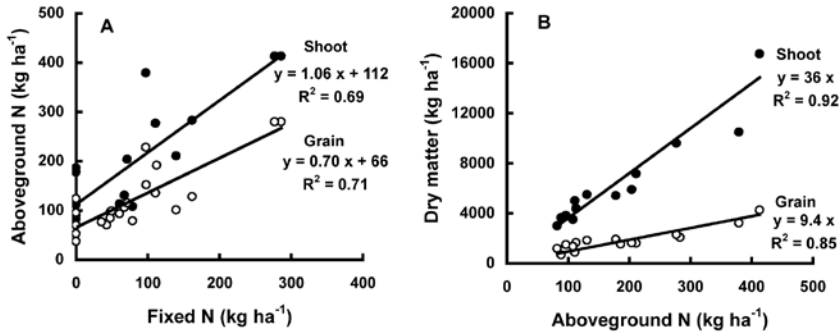 A
500
400
300
200
100
0
0
100
200
300
400
Aboveground N (kg ha⁻¹)
Fixed N (kg ha⁻¹)
Shoot
y = 1.06 x + 112
R² = 0.69
Grain
y = 0.70 x + 66
R² = 0.71
B
20000
16000
12000
8000
4000
0
0
100
200
300
400
500
Dry matter (kg ha⁻¹)
Aboveground N (kg ha⁻¹)
Shoot
y = 36 x
R² = 0.92
Grain
y = 9.4 x
R² = 0.85